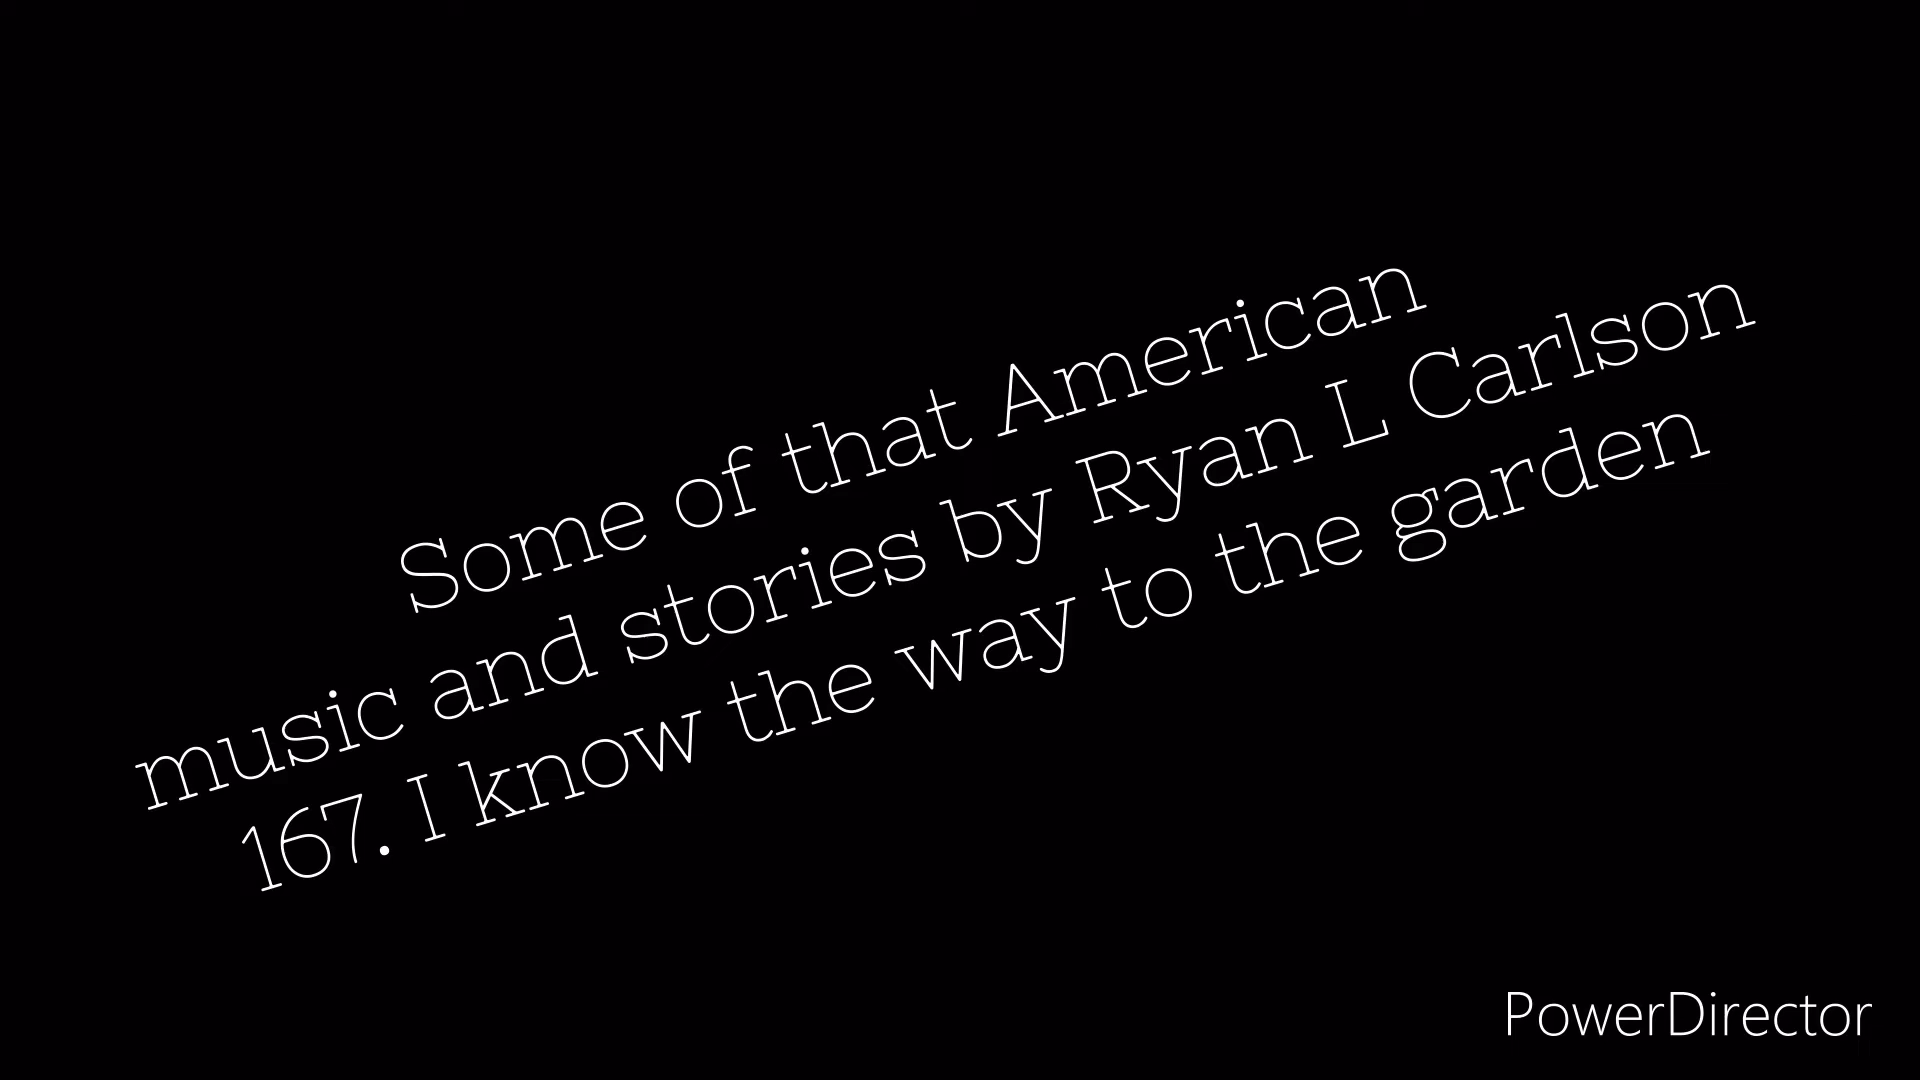 Some of that American
music and stories by Ryan L Carlson
167. I know the way to the garden
PowerDirector